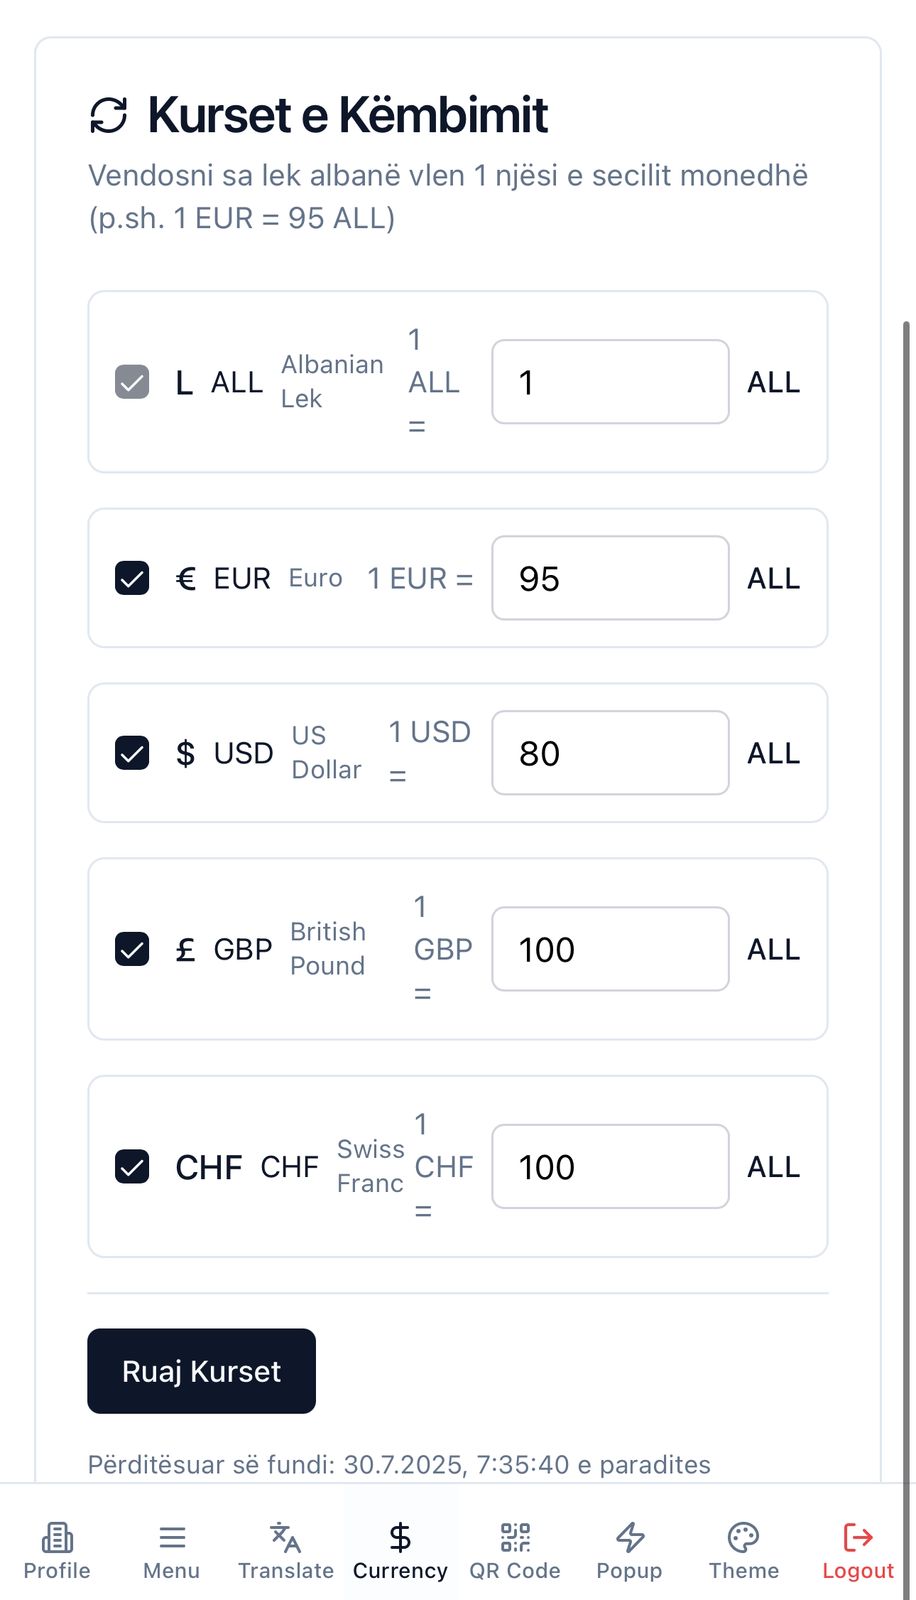 Kurset e Këmbimit
Vendosni sa lek albanë vlen 1 njësi e secilit monedhë
(p.sh. 1 EUR = 95 ALL)
L ALL Albanian Lek 1 ALL = 1 ALL
€ EUR Euro 1 EUR = 95 ALL
$ USD US Dollar 1 USD = 80 ALL
£ GBP British Pound 1 GBP = 100 ALL
CHF CHF Swiss Franc 1 CHF = 100 ALL
Ruaj Kurset
Përditësuar së fundi: 30.7.2025, 7:35:40 e paradites
Profile Menu Translate Currency QR Code Popup Theme Logout